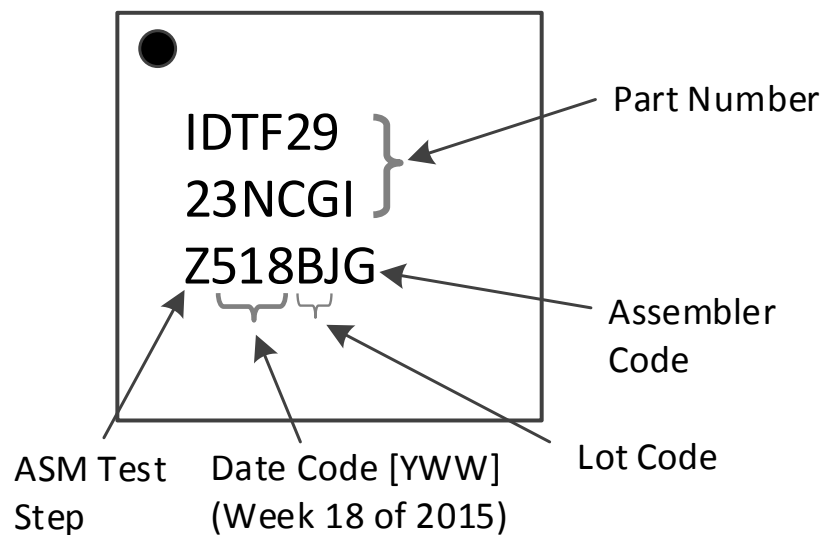 IDTF29
23NCGI
Z518BJG
Part Number
Assembler
Code
Lot Code
Date Code [YWW]
(Week 18 of 2015)
ASM Test
Step